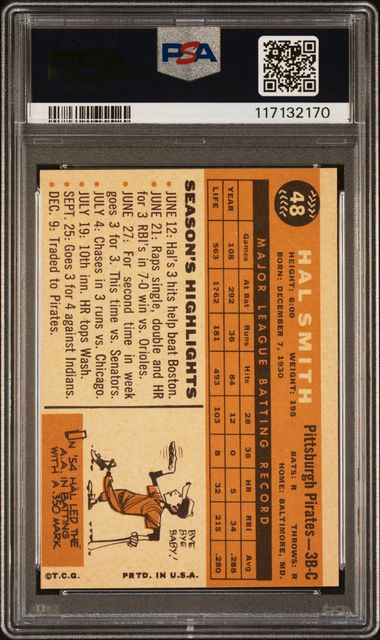 PSA
PSA
117132170
48
HAL SMITH
Pittsburgh Pirates—3B-C
HEIGHT: 6:00 WEIGHT: 195 BATS: R THROWS: R
BORN: DECEMBER 7, 1930 HOME: BALTIMORE, MD.
MAJOR LEAGUE BATTING RECORD
Games At Bat Runs Hits 2B 3B HR RBI Avg
YEAR 108 292 36 84 12 0 5 34 .288
LIFE 563 1762 181 493 103 8 32 215 .280
SEASON'S HIGHLIGHTS
• JUNE 12: Hal's 3 hits help beat Boston.
• JUNE 21: Raps single, double and HR
for 3 RBI's in 7-0 win vs. Orioles.
• JUNE 27: For second time in week
goes 3 for 3. This time vs. Senators.
• JULY 4: Chases in 3 runs vs. Chicago.
• JULY 19: 10th inn. HR tops Wash.
• SEPT. 25: Goes 3 for 4 against Indians.
• DEC. 9: Traded to Pirates.
BYE
BYE
BABY!
IN '54 HAL LED THE
A.A. IN BATTING
WITH A .350 MARK
©T.C.G. PRTD. IN U.S.A.